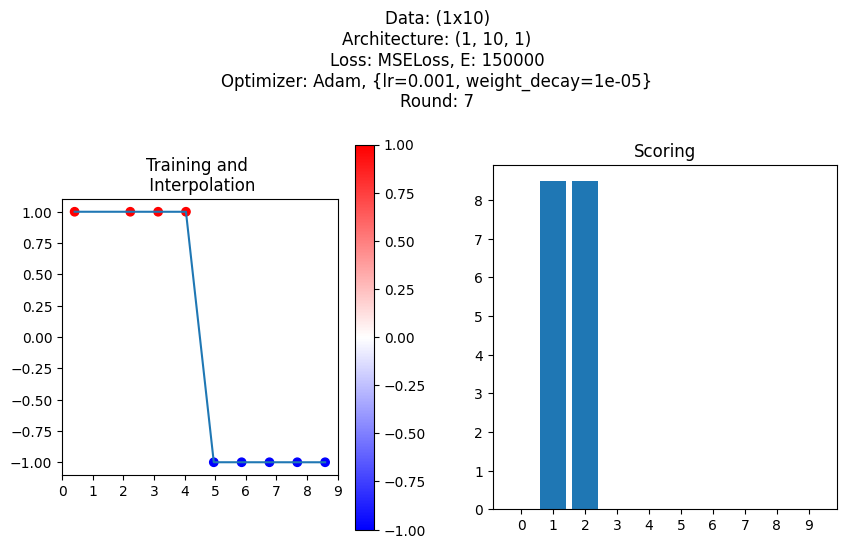 Data: (1x10)
Architecture: (1, 10, 1)
Loss: MSELoss, E: 150000
Optimizer: Adam, {lr=0.001, weight_decay=1e-05}
Round: 7
Training and
Interpolation
1.00
0.75
0.50
0.25
0.00
−0.25
−0.50
−0.75
−1.00
0 1 2 3 4 5 6 7 8 9
1.00
0.75
0.50
0.25
0.00
−0.25
−0.50
−0.75
−1.00
Scoring
8
7
6
5
4
3
2
1
0
0 1 2 3 4 5 6 7 8 9